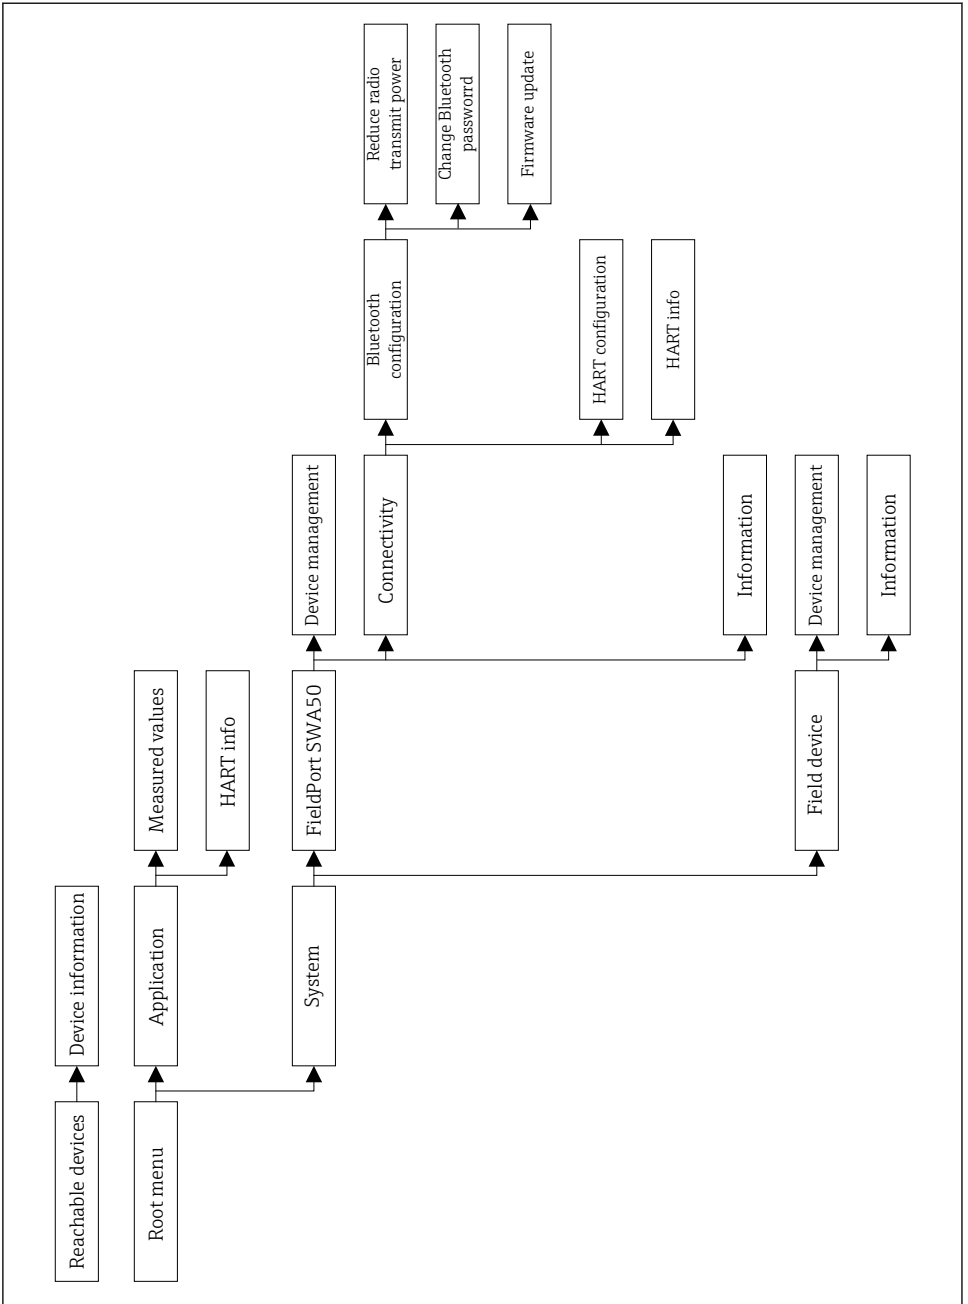 Reachable devices
Device information
Root menu
Application
Measured values
HART info
System
FieldPort SWA50
Device management
Connectivity
Bluetooth
configuration
Reduce radio
transmit power
Change Bluetooth
passworrd
Firmware update
HART configuration
HART info
Information
Field device
Device management
Information